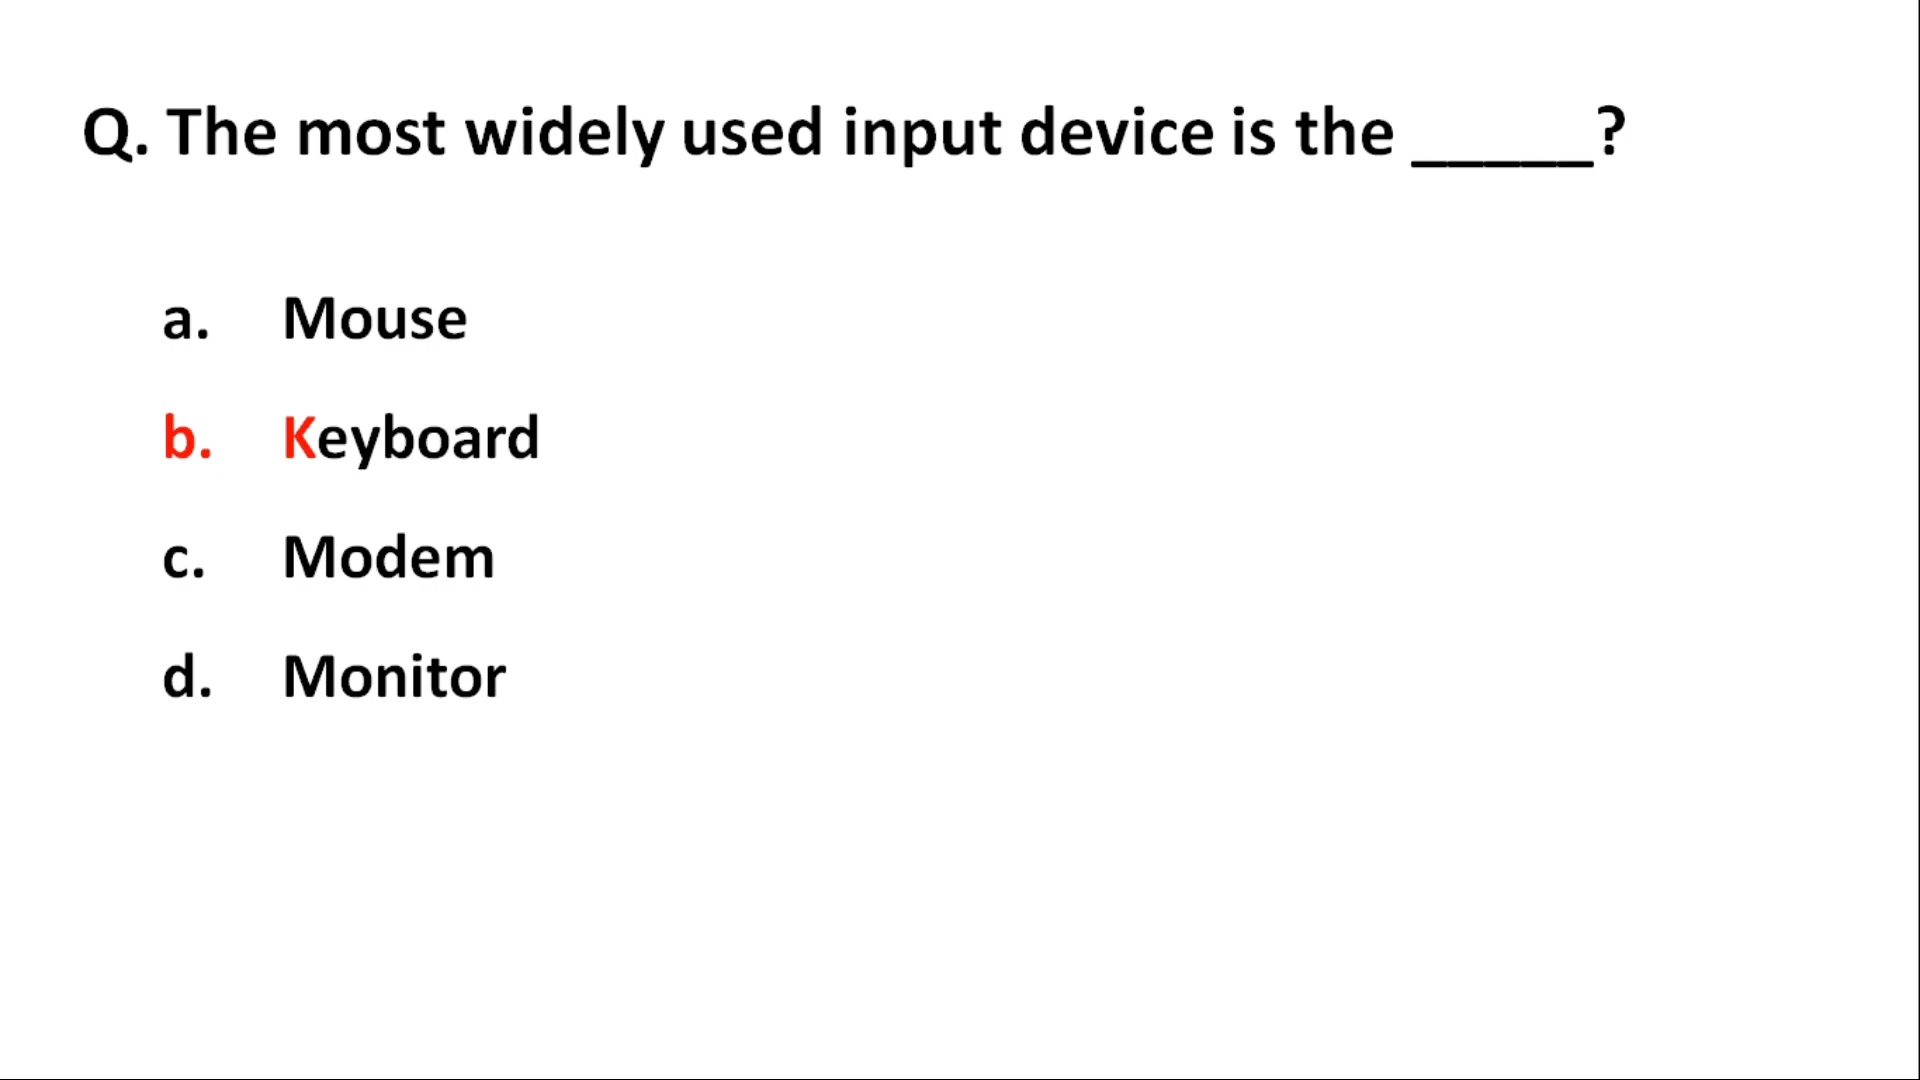 Q. The most widely used input device is the _____?
a. Mouse
b. Keyboard
c. Modem
d. Monitor